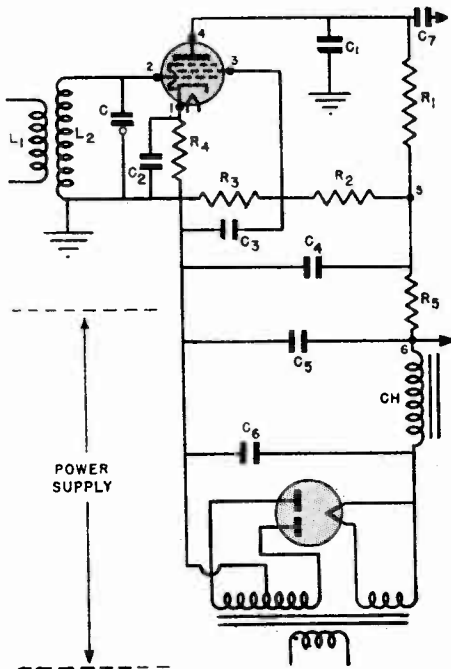 4
C₁
C₇
2
3
L₁
L₂
C
1
R₁
C₂
R₄
R₃
R₂
5
C₃
C₄
R₅
C₅
6
CH
C₆
POWER
SUPPLY